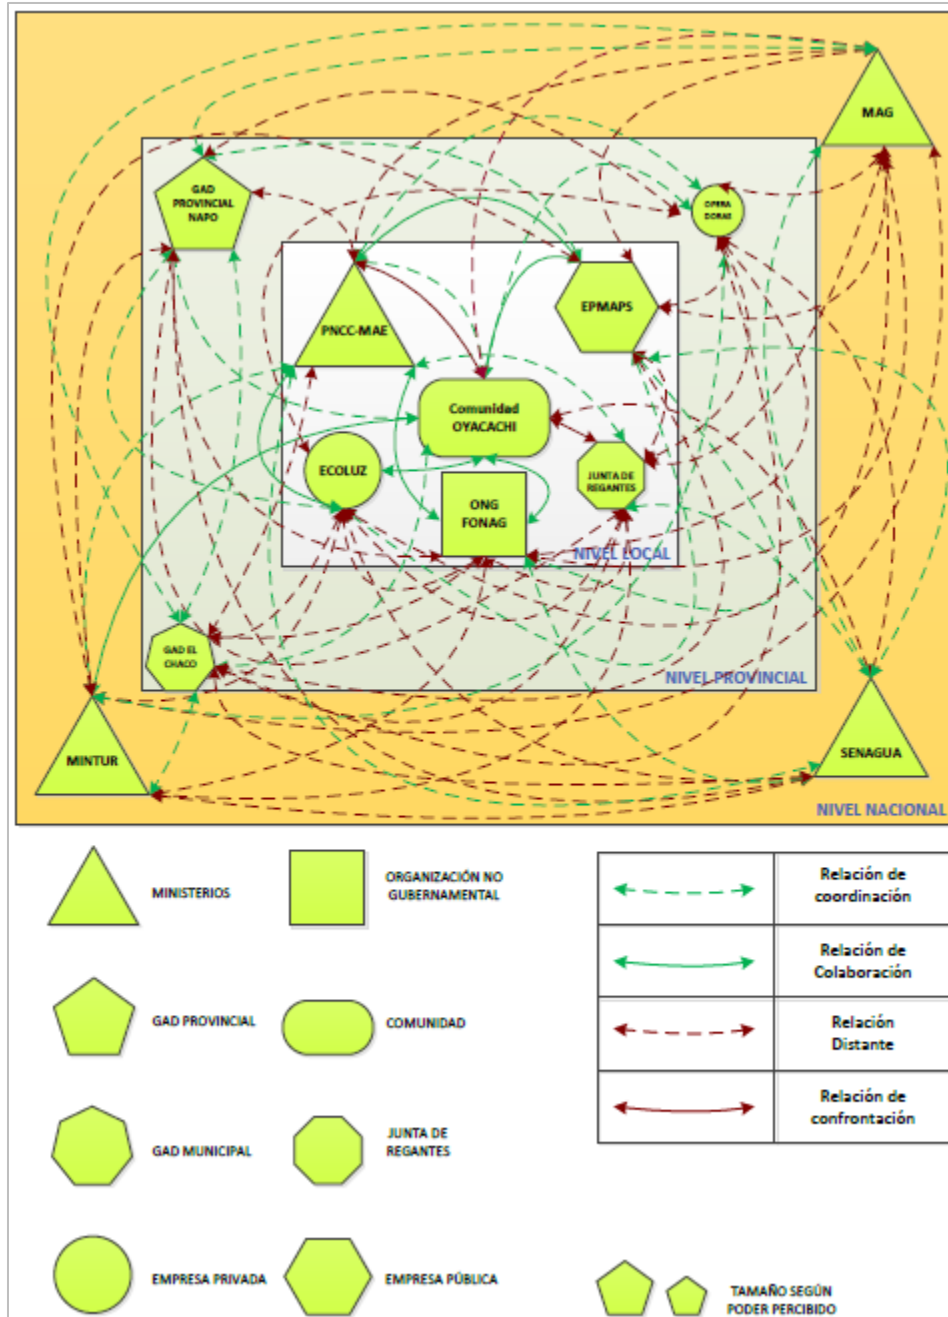 MAG
GAD
PROVINCIAL
NAPO
OPERA
DORAS
PNCC-MAE
EPMAPS
Comunidad
OYACACHI
ECOLUZ
JUNTA DE
REGANTES
ONG
FONAG
NIVEL LOCAL
GAD EL
CHACO
NIVEL PROVINCIAL
MINTUR
SENAGUA
NIVEL NACIONAL
MINISTERIOS
ORGANIZACIÓN NO
GUBERNAMENTAL
Relación de
coordinación
Relación de
Colaboración
GAD PROVINCIAL
COMUNIDAD
Relación
Distante
Relación de
confrontación
GAD MUNICIPAL
JUNTA DE
REGANTES
EMPRESA PRIVADA
EMPRESA PÚBLICA
TAMAÑO SEGÚN
PODER PERCIBIDO